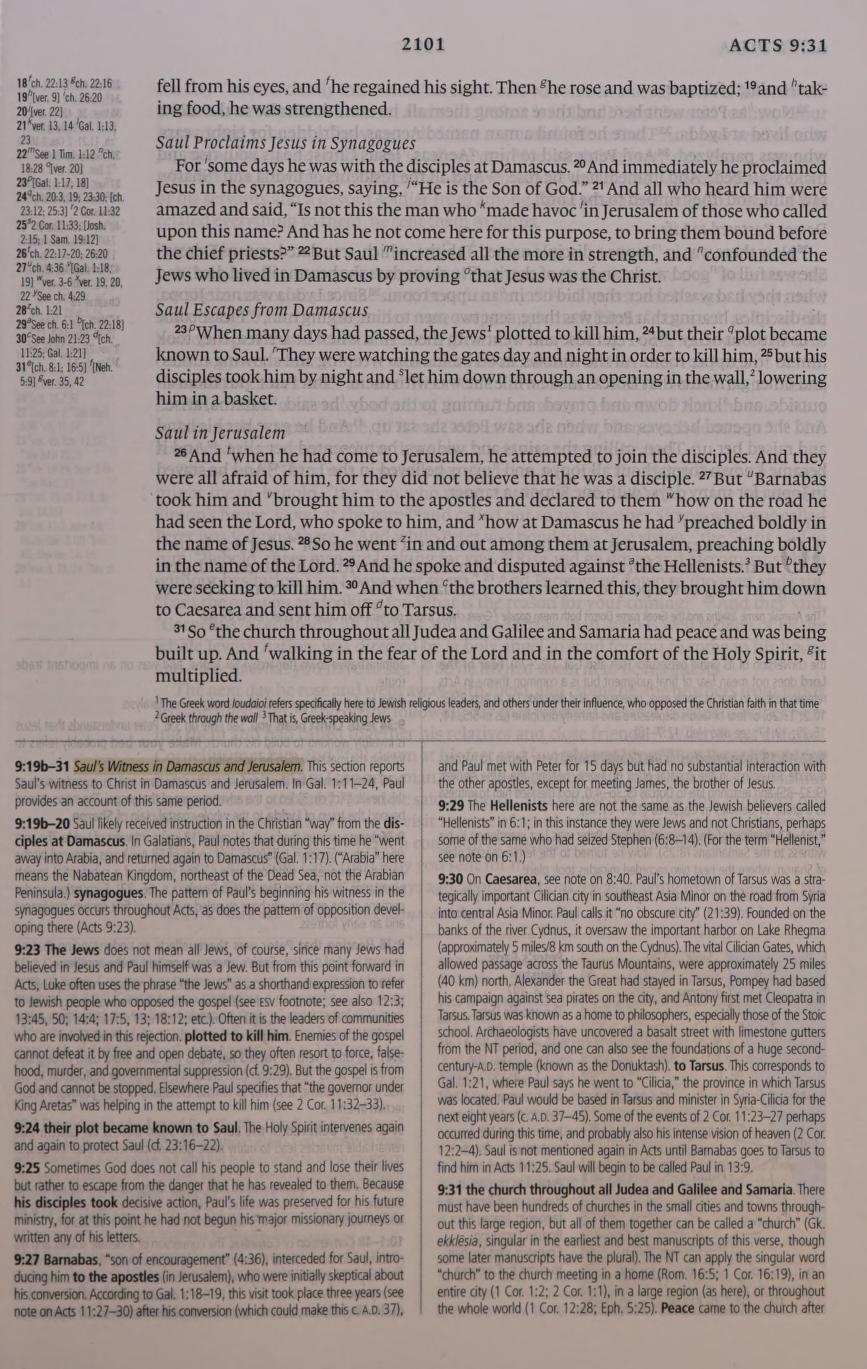 2101
ACTS 9:31
18 f ch. 22:13 g ch. 22:16
19 h [ver. 9] i ch. 26:20
20 j [ver. 22]
21 k ver. 13, 14 l Gal. 1:13,
23
22 m See 1 Tim. 1:12 n ch.
18:28 o [ver. 20]
23 p [Gal. 1:17, 18]
24 q ch. 20:3, 19; 23:30; [ch.
23:12; 25:3] r 2 Cor. 11:32
25 s 2 Cor. 11:33; [Josh.
2:15; 1 Sam. 19:12]
26 t ch. 22:17-20; 26:20
27 u ch. 4:36 v [Gal. 1:18,
19] w ver. 3-6 x ver. 19, 20,
22 y See ch. 4:29
28 z ch. 1:21
29 a See ch. 6:1 b [ch. 22:18]
30 c See John 21:23 d [ch.
11:25; Gal. 1:21]
31 e [ch. 8:1; 16:5] f [Neh.
5:9] g ver. 35, 42
fell from his eyes, and f he regained his sight. Then g he rose and was baptized; 19 and h tak-
ing food, he was strengthened.
Saul Proclaims Jesus in Synagogues
For i some days he was with the disciples at Damascus. 20 And immediately he proclaimed
Jesus in the synagogues, saying, j “He is the Son of God.” 21 And all who heard him were
amazed and said, “Is not this the man who k made havoc l in Jerusalem of those who called
upon this name? And has he not come here for this purpose, to bring them bound before
the chief priests?” 22 But Saul m increased all the more in strength, and n confounded the
Jews who lived in Damascus by proving o that Jesus was the Christ.
Saul Escapes from Damascus
23 p When many days had passed, the Jews 1 plotted to kill him, 24 but their q plot became
known to Saul. r They were watching the gates day and night in order to kill him, 25 but his
disciples took him by night and s let him down through an opening in the wall, 2 lowering
him in a basket.
Saul in Jerusalem
26 And t when he had come to Jerusalem, he attempted to join the disciples. And they
were all afraid of him, for they did not believe that he was a disciple. 27 But u Barnabas
took him and v brought him to the apostles and declared to them w how on the road he
had seen the Lord, who spoke to him, and x how at Damascus he had y preached boldly in
the name of Jesus. 28 So he went z in and out among them at Jerusalem, preaching boldly
in the name of the Lord. 29 And he spoke and disputed against a the Hellenists. 3 But b they
were seeking to kill him. 30 And when c the brothers learned this, they brought him down
to Caesarea and sent him off d to Tarsus.
31 So e the church throughout all Judea and Galilee and Samaria had peace and was being
built up. And f walking in the fear of the Lord and in the comfort of the Holy Spirit, g it
multiplied.
1 The Greek word Ioudaioi refers specifically here to Jewish religious leaders, and others under their influence, who opposed the Christian faith in that time
2 Greek through the wall 3 That is, Greek-speaking Jews
9:19b–31 Saul's Witness in Damascus and Jerusalem. This section reports
Saul's witness to Christ in Damascus and Jerusalem. In Gal. 1:11–24, Paul
provides an account of this same period.
9:19b–20 Saul likely received instruction in the Christian “way” from the dis-
ciples at Damascus. In Galatians, Paul notes that during this time he “went
away into Arabia, and returned again to Damascus” (Gal. 1:17). (“Arabia” here
means the Nabatean Kingdom, northeast of the Dead Sea, not the Arabian
Peninsula.) synagogues. The pattern of Paul's beginning his witness in the
synagogues occurs throughout Acts, as does the pattern of opposition devel-
oping there (Acts 9:23).
9:23 The Jews does not mean all Jews, of course, since many Jews had
believed in Jesus and Paul himself was a Jew. But from this point forward in
Acts, Luke often uses the phrase “the Jews” as a shorthand expression to refer
to Jewish people who opposed the gospel (see ESV footnote; see also 12:3;
13:45, 50; 14:4; 17:5, 13; 18:12; etc.). Often it is the leaders of communities
who are involved in this rejection. plotted to kill him. Enemies of the gospel
cannot defeat it by free and open debate, so they often resort to force, false-
hood, murder, and governmental suppression (cf. 9:29). But the gospel is from
God and cannot be stopped. Elsewhere Paul specifies that “the governor under
King Aretas” was helping in the attempt to kill him (see 2 Cor. 11:32–33).
9:24 their plot became known to Saul. The Holy Spirit intervenes again
and again to protect Saul (cf. 23:16–22).
9:25 Sometimes God does not call his people to stand and lose their lives
but rather to escape from the danger that he has revealed to them. Because
his disciples took decisive action, Paul's life was preserved for his future
ministry, for at this point he had not begun his major missionary journeys or
written any of his letters.
9:27 Barnabas, “son of encouragement” (4:36), interceded for Saul, intro-
ducing him to the apostles (in Jerusalem), who were initially skeptical about
his conversion. According to Gal. 1:18–19, this visit took place three years (see
note on Acts 11:27–30) after his conversion (which could make this c. A.D. 37),
and Paul met with Peter for 15 days but had no substantial interaction with
the other apostles, except for meeting James, the brother of Jesus.
9:29 The Hellenists here are not the same as the Jewish believers called
“Hellenists” in 6:1; in this instance they were Jews and not Christians, perhaps
some of the same who had seized Stephen (6:8–14). (For the term “Hellenist,”
see note on 6:1.)
9:30 On Caesarea, see note on 8:40. Paul's hometown of Tarsus was a stra-
tegically important Cilician city in southeast Asia Minor on the road from Syria
into central Asia Minor. Paul calls it “no obscure city” (21:39). Founded on the
banks of the river Cydnus, it oversaw the important harbor on Lake Rhegma
(approximately 5 miles/8 km south on the Cydnus). The vital Cilician Gates, which
allowed passage across the Taurus Mountains, were approximately 25 miles
(40 km) north. Alexander the Great had stayed in Tarsus, Pompey had based
his campaign against sea pirates on the city, and Antony first met Cleopatra in
Tarsus. Tarsus was known as a home to philosophers, especially those of the Stoic
school. Archaeologists have uncovered a basalt street with limestone gutters
from the NT period, and one can also see the foundations of a huge second-
century-A.D. temple (known as the Donuktash). to Tarsus. This corresponds to
Gal. 1:21, where Paul says he went to “Cilicia,” the province in which Tarsus
was located. Paul would be based in Tarsus and minister in Syria-Cilicia for the
next eight years (c. A.D. 37–45). Some of the events of 2 Cor. 11:23–27 perhaps
occurred during this time, and probably also his intense vision of heaven (2 Cor.
12:2–4). Saul is not mentioned again in Acts until Barnabas goes to Tarsus to
find him in Acts 11:25. Saul will begin to be called Paul in 13:9.
9:31 the church throughout all Judea and Galilee and Samaria. There
must have been hundreds of churches in the small cities and towns through-
out this large region, but all of them together can be called a “church” (Gk.
ekklēsia, singular in the earliest and best manuscripts of this verse, though
some later manuscripts have the plural). The NT can apply the singular word
“church” to the church meeting in a home (Rom. 16:5; 1 Cor. 16:19), in an
entire city (1 Cor. 1:2; 2 Cor. 1:1), in a large region (as here), or throughout
the whole world (1 Cor. 12:28; Eph. 5:25). Peace came to the church after